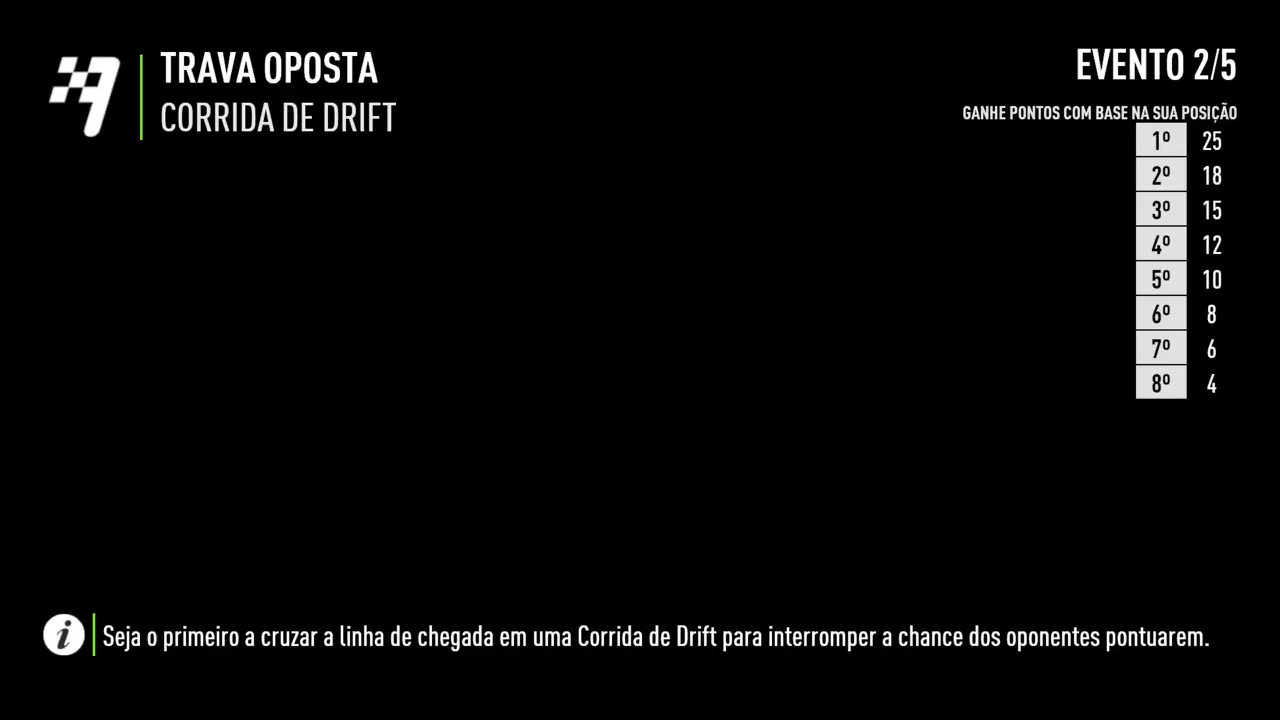 TRAVA OPOSTA
CORRIDA DE DRIFT
EVENTO 2/5
GANHE PONTOS COM BASE NA SUA POSIÇÃO
1º 25
2º 18
3º 15
4º 12
5º 10
6º 8
7º 6
8º 4
i Seja o primeiro a cruzar a linha de chegada em uma Corrida de Drift para interromper a chance dos oponentes pontuarem.